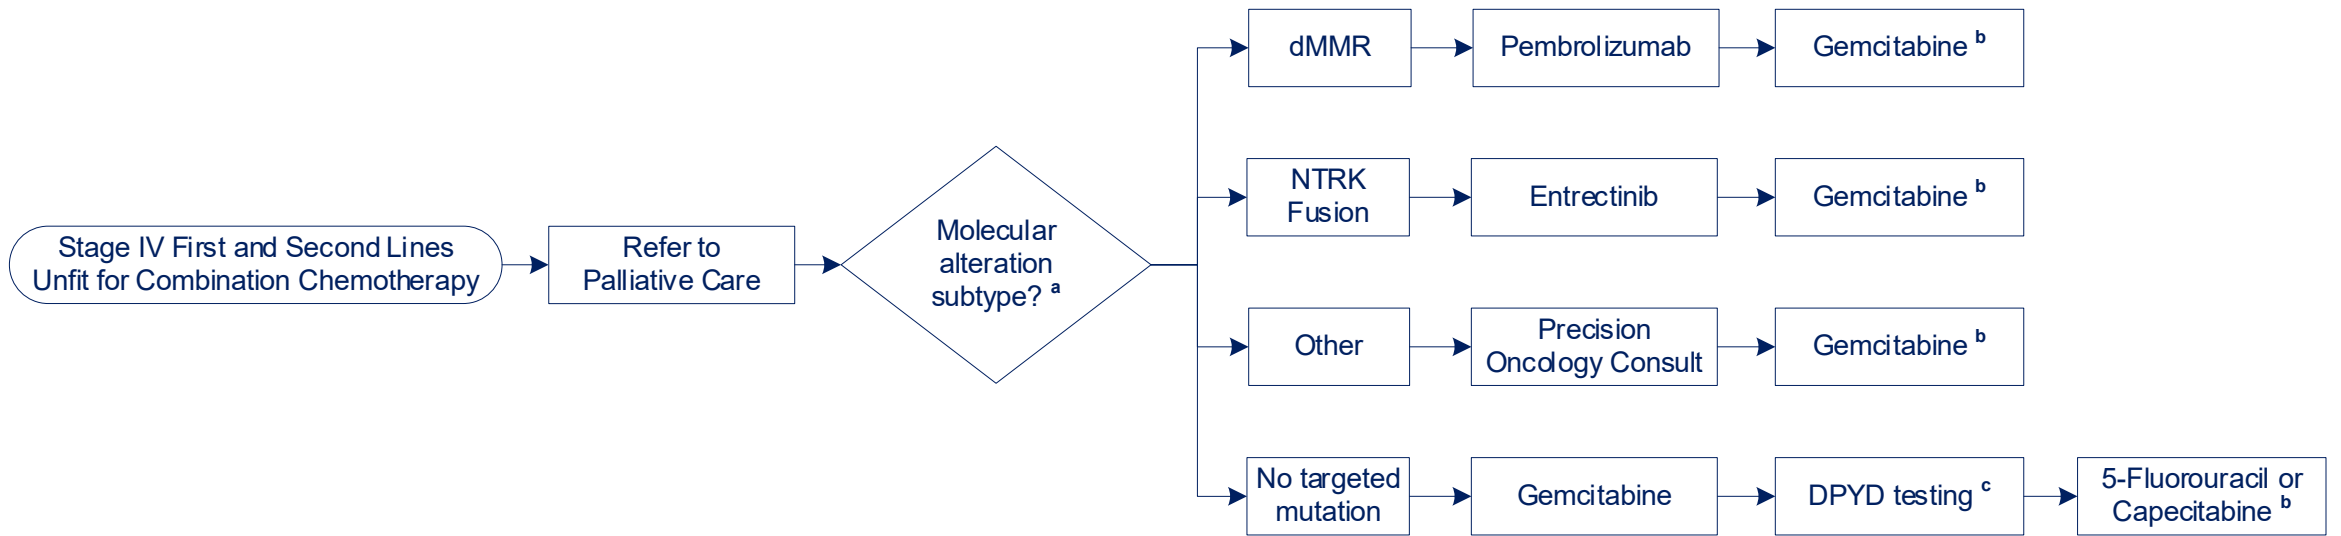 Stage IV First and Second Lines
Unfit for Combination Chemotherapy
Refer to
Palliative Care
Molecular
alteration
subtype? a
dMMR
Pembrolizumab
Gemcitabine b
NTRK
Fusion
Entrectinib
Gemcitabine b
Other
Precision
Oncology Consult
Gemcitabine b
No targeted
mutation
Gemcitabine
DPYD testing c
5-Fluorouracil or
Capecitabine b